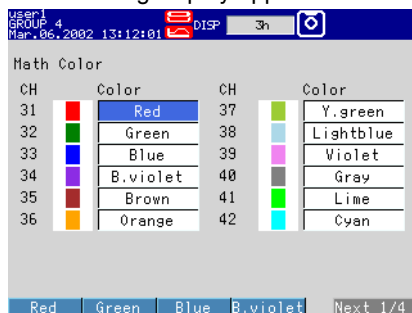 user1
GROUP 4
Mar.06.2002 13:12:01 DISP 3h
Math Color
CH Color CH Color
31 Red 37 Y.green
32 Green 38 Lightblue
33 Blue 39 Violet
34 B.violet 40 Gray
35 Brown 41 Lime
36 Orange 42 Cyan
Red Green Blue B.violet Next 1/4